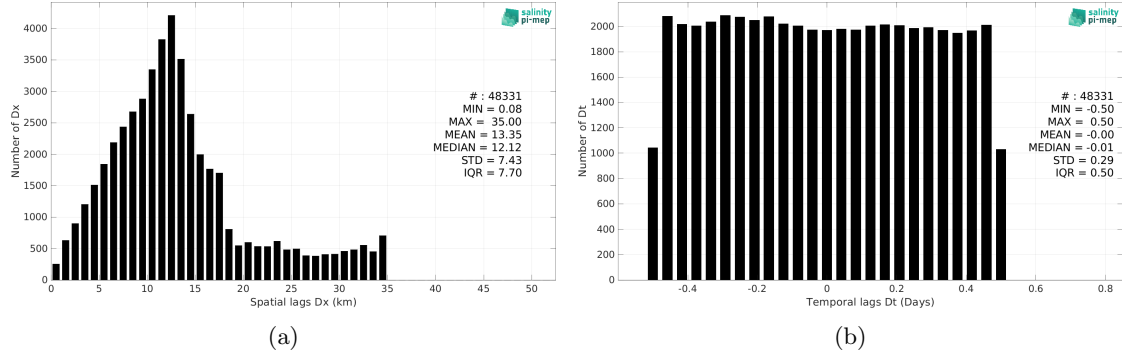 salinity
pi-mep
Number of Dx
4000
3500
3000
2500
2000
1500
1000
500
0
# : 48331
MIN = 0.08
MAX = 35.00
MEAN = 13.35
MEDIAN = 12.12
STD = 7.43
IQR = 7.70
0 5 10 15 20 25 30 35 40 45 50
Spatial lags Dx (km)
(a)
salinity
pi-mep
Number of Dt
2000
1800
1600
1400
1200
1000
800
600
400
200
0
# : 48331
MIN = -0.50
MAX = 0.50
MEAN = -0.00
MEDIAN = -0.01
STD = 0.29
IQR = 0.50
-0.4 -0.2 0 0.2 0.4 0.6 0.8
Temporal lags Dt (Days)
(b)